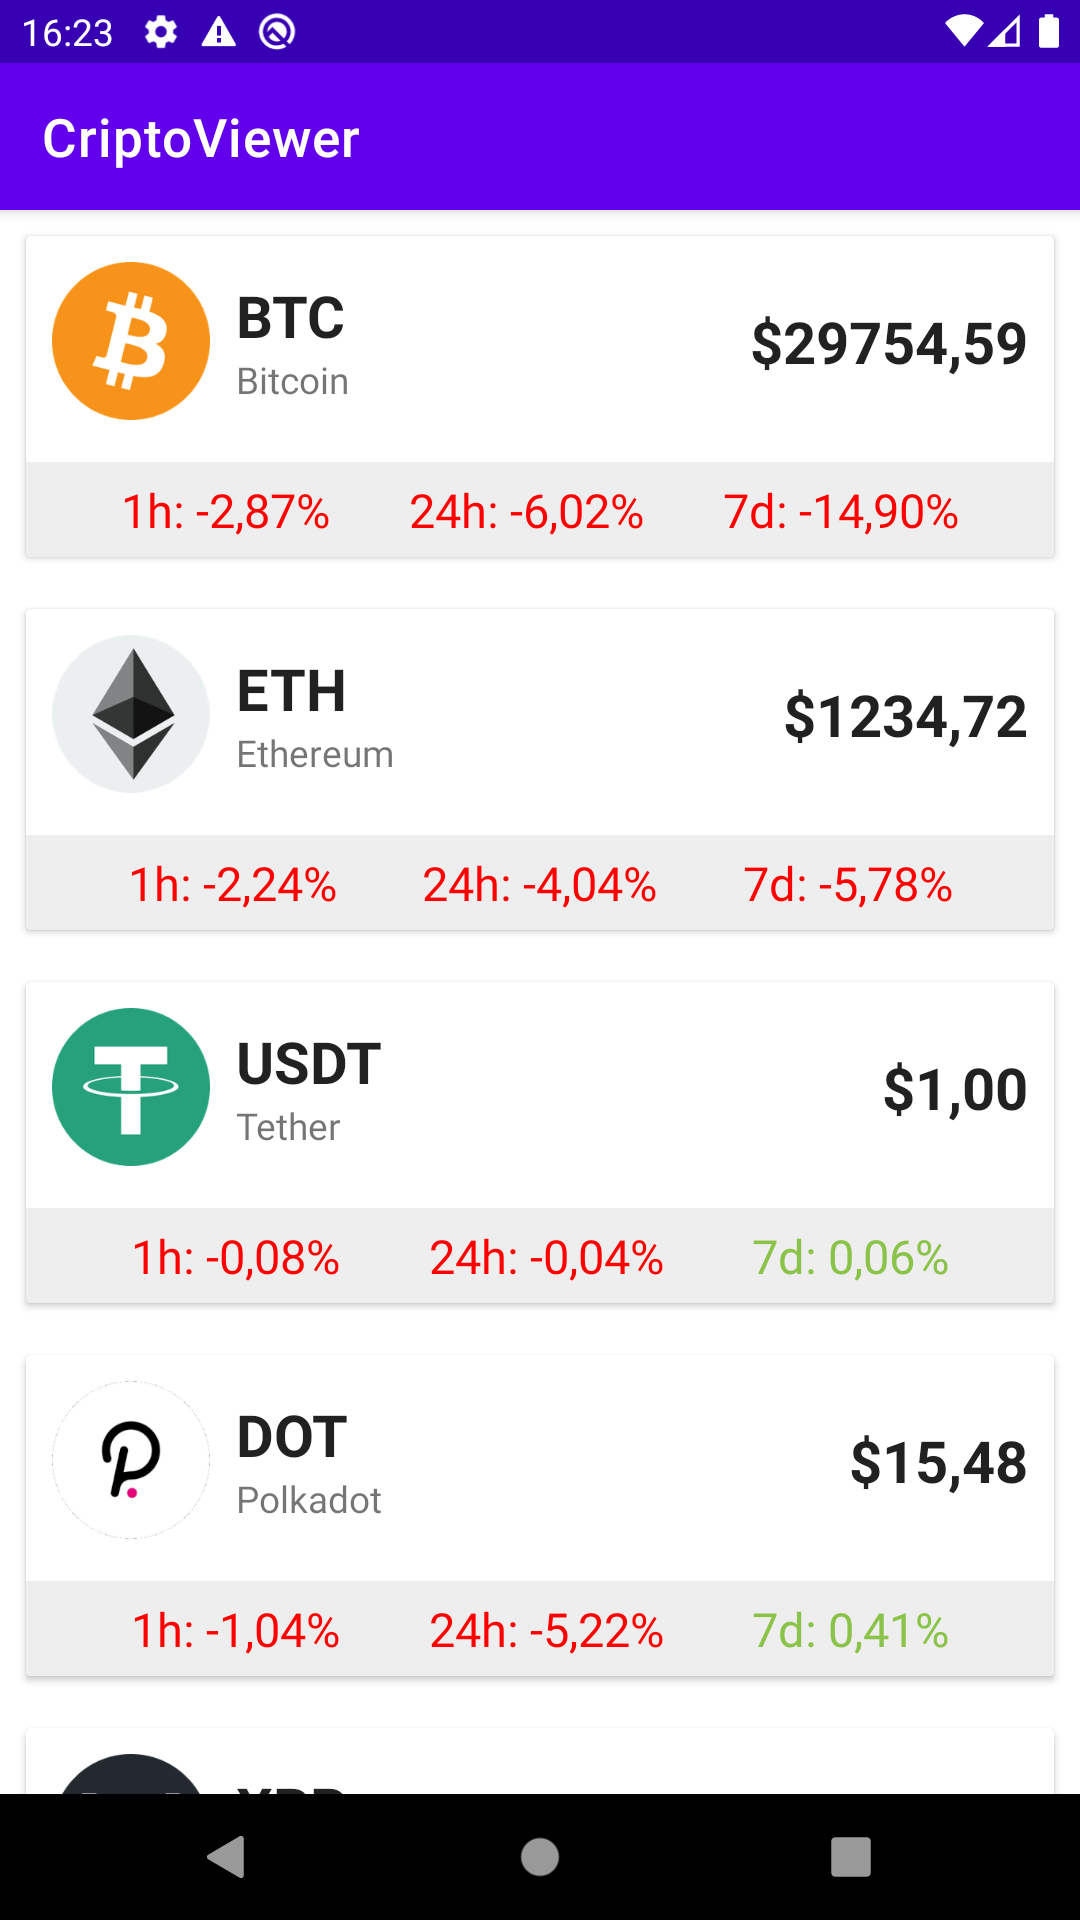 16:23
CriptoViewer
BTC
Bitcoin
$29754,59
1h: -2,87% 24h: -6,02% 7d: -14,90%
ETH
Ethereum
$1234,72
1h: -2,24% 24h: -4,04% 7d: -5,78%
USDT
Tether
$1,00
1h: -0,08% 24h: -0,04% 7d: 0,06%
DOT
Polkadot
$15,48
1h: -1,04% 24h: -5,22% 7d: 0,41%